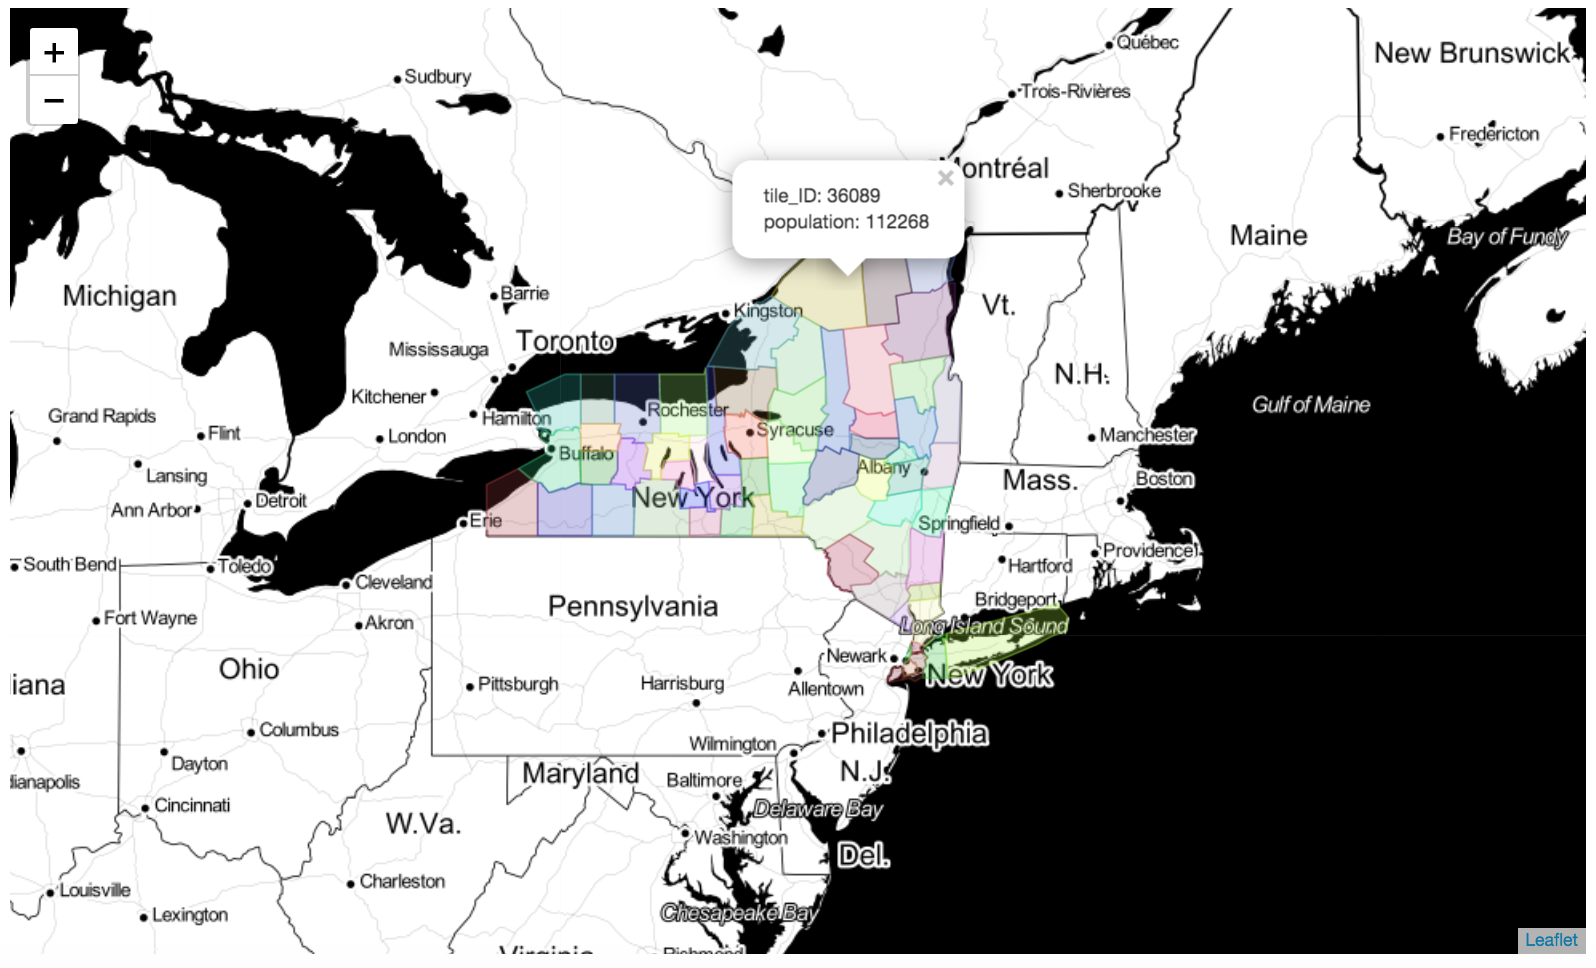 +
−
Québec
New Brunswick
Sudbury
Trois-Rivières
Fredericton
Montréal
×
tile_ID: 36089
population: 112268
Sherbrooke
Maine
Bay of Fundy
Michigan
Barrie
Kingston
Vt.
Toronto
Mississauga
N.H.
Kitchener
Gulf of Maine
Grand Rapids
Hamilton
Rochester
Flint
London
Syracuse
Manchester
Buffalo
Albany
Lansing
Mass.
Boston
Detroit
New York
Ann Arbor
Erie
Springfield
Providence
South Bend
Toledo
Hartford
Cleveland
Bridgeport
Pennsylvania
Fort Wayne
Akron
Long Island Sound
Newark
Ohio
New York
iana
Pittsburgh
Harrisburg
Allentown
Columbus
Philadelphia
Wilmington
Dayton
Maryland
N.J.
dianapolis
Baltimore
Cincinnati
Delaware Bay
W.Va.
Washington
Del.
Charleston
Louisville
Chesapeake Bay
Lexington
Leaflet
Virginia
Richmond